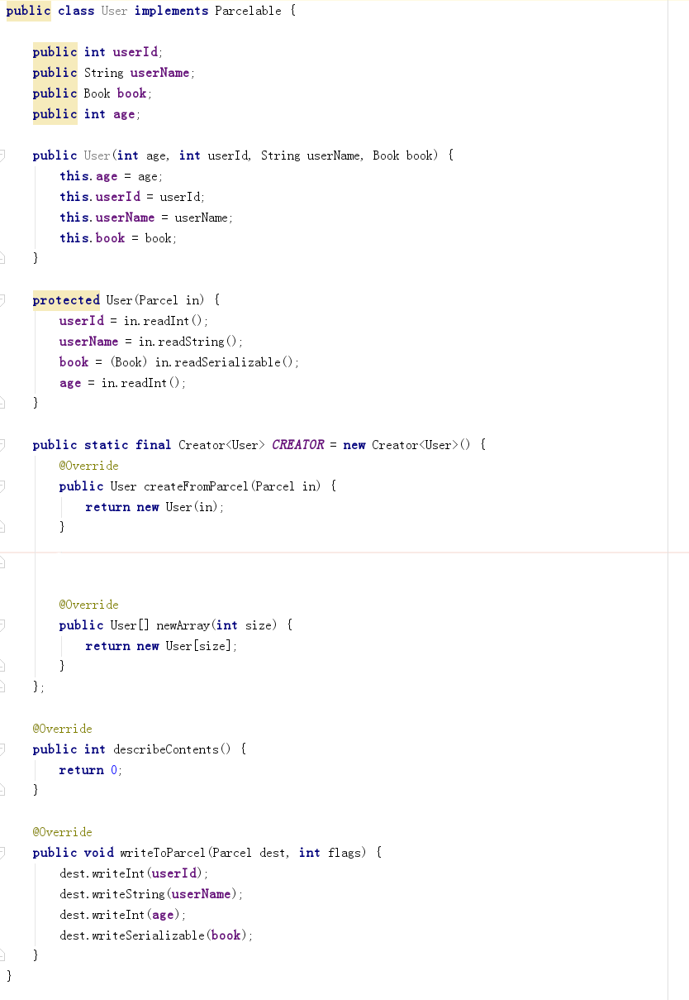 public class User implements Parcelable {
public int userId;
public String userName;
public Book book;
public int age;
public User(int age, int userId, String userName, Book book) {
this.age = age;
this.userId = userId;
this.userName = userName;
this.book = book;
}
protected User(Parcel in) {
userId = in.readInt();
userName = in.readString();
book = (Book) in.readSerializable();
age = in.readInt();
}
public static final Creator<User> CREATOR = new Creator<User>() {
@Override
public User createFromParcel(Parcel in) {
return new User(in);
}
@Override
public User[] newArray(int size) {
return new User[size];
}
};
@Override
public int describeContents() {
return 0;
}
@Override
public void writeToParcel(Parcel dest, int flags) {
dest.writeInt(userId);
dest.writeString(userName);
dest.writeInt(age);
dest.writeSerializable(book);
}
}